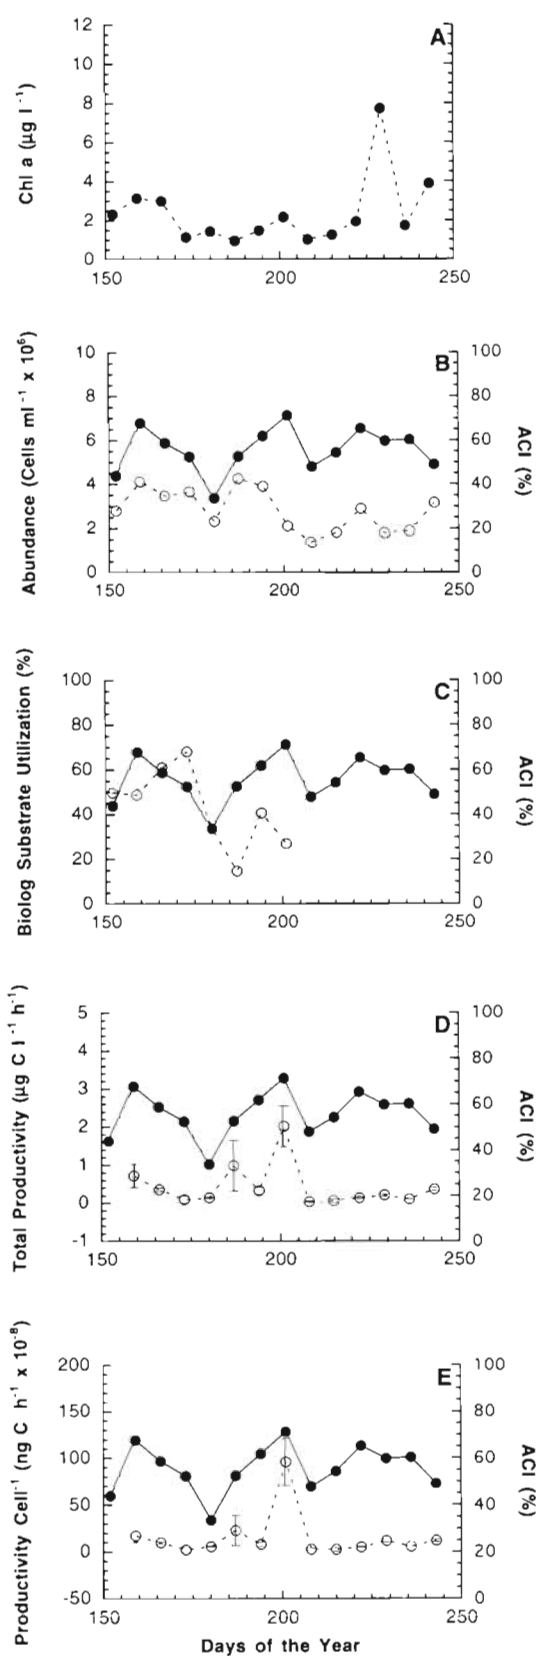 A
Chl a (µg l⁻¹)
12
10
8
6
4
2
0
150 200 250
B
Abundance (Cells ml⁻¹ x 10⁶)
10
8
6
4
2
0
100
80
60
40
20
0
ACI (%)
150 200 250
C
Biolog Substrate Utilization (%)
100
80
60
40
20
0
100
80
60
40
20
0
ACI (%)
150 200 250
D
Total Productivity (µg C l⁻¹ h⁻¹)
5
4
3
2
1
0
-1
100
80
60
40
20
0
ACI (%)
150 200 250
E
Productivity Cell⁻¹ (ng C h⁻¹ x 10⁻⁸)
200
150
100
50
0
-50
100
80
60
40
20
0
ACI (%)
150 200 250
Days of the Year